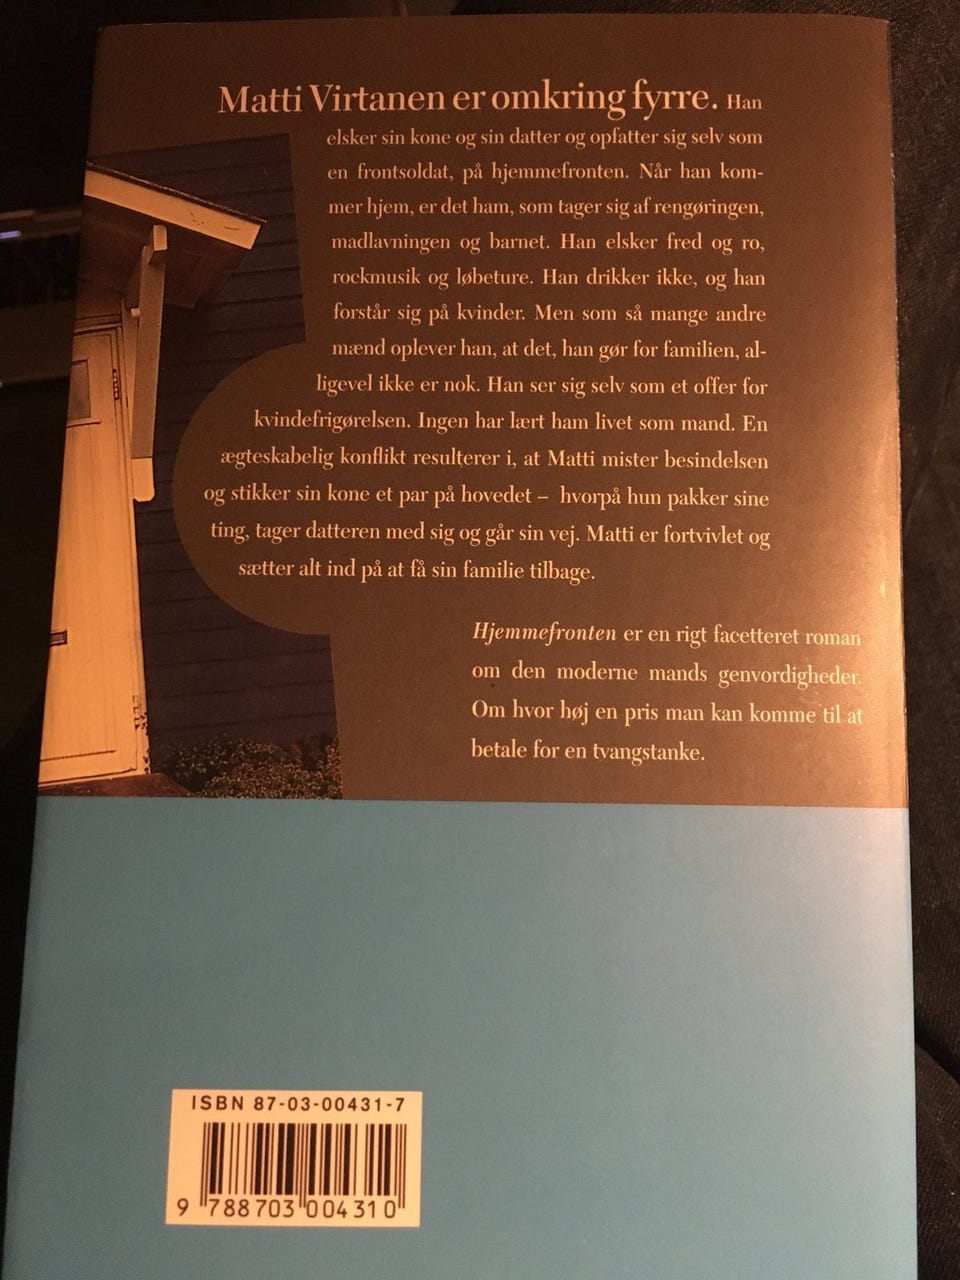 Matti Virtanen er omkring fyrre. Han
elsker sin kone og sin datter og opfatter sig selv som
en frontsoldat, på hjemmefronten. Når han kom-
mer hjem, er det ham, som tager sig af rengøringen,
madlavningen og barnet. Han elsker fred og ro,
rockmusik og løbeture. Han drikker ikke, og han
forstår sig på kvinder. Men som så mange andre
mænd oplever han, at det, han gør for familien, al-
ligevel ikke er nok. Han ser sig selv som et offer for
kvindefrigørelsen. Ingen har lært ham livet som mand. En
ægteskabelig konflikt resulterer i, at Matti mister besindelsen
og stikker sin kone et par på hovedet – hvorpå hun pakker sine
ting, tager datteren med sig og går sin vej. Matti er fortvivlet og
sætter alt ind på at få sin familie tilbage.
Hjemmefronten er en rigt facetteret roman
om den moderne mands genvordigheder.
Om hvor høj en pris man kan komme til at
betale for en tvangstanke.
ISBN 87-03-00431-7
9 788703 004310